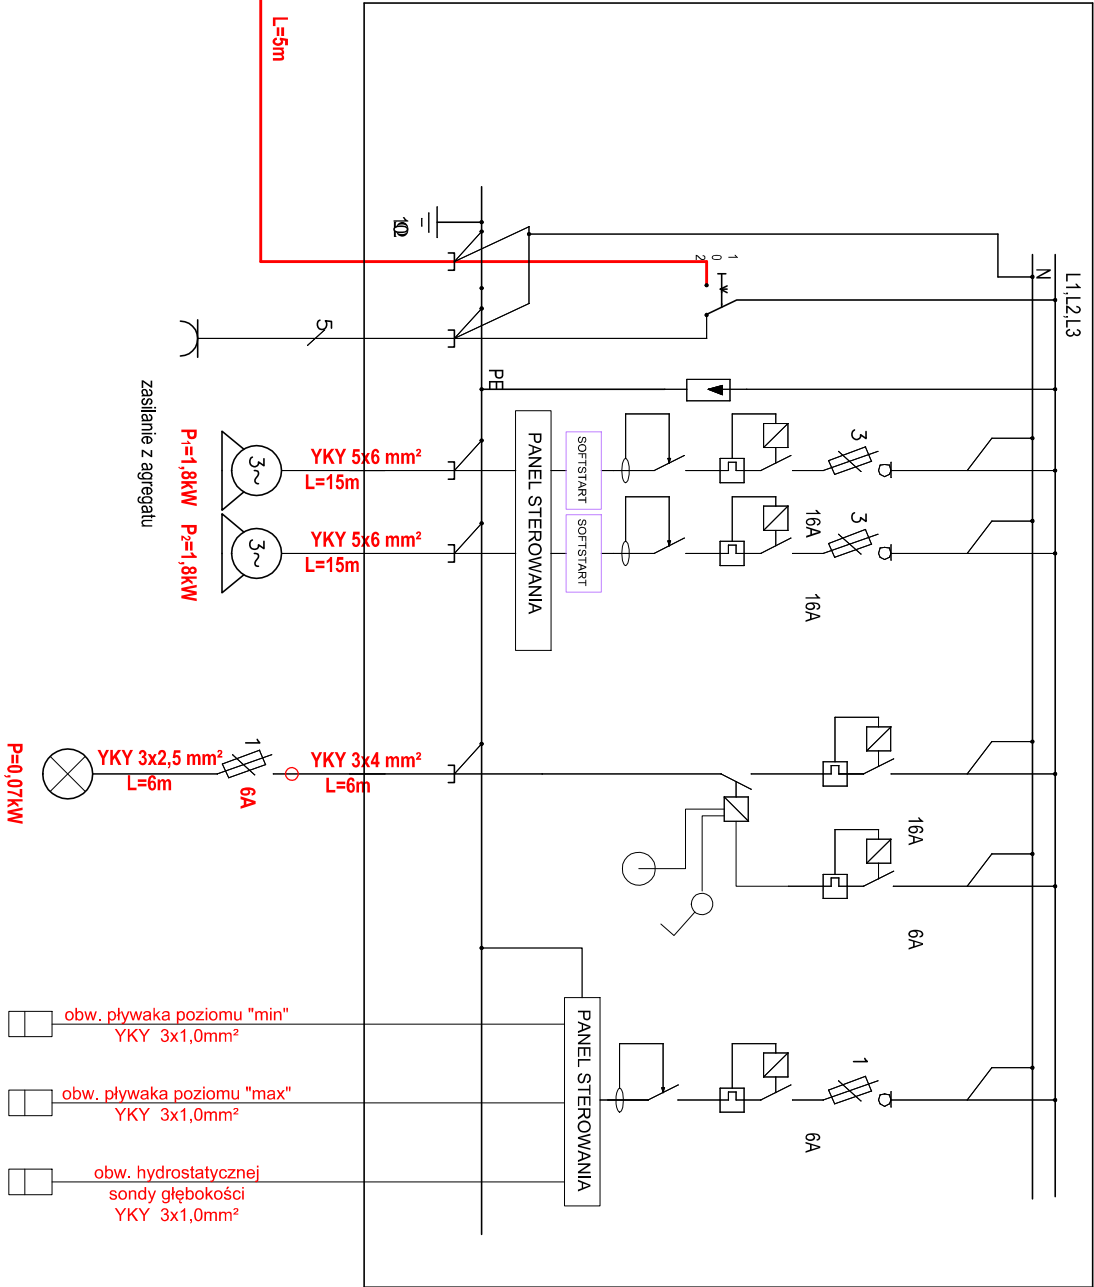 L=5m
10Ω
1
0
2
N
L1,L2,L3
5
zasilanie z agregatu
PE
P₁=1,8kW
3~
YKY 5x6 mm²
L=15m
PANEL STEROWANIA
SOFTSTART
3
16A
P₂=1,8kW
3~
YKY 5x6 mm²
L=15m
SOFTSTART
3
16A
P=0,07kW
YKY 3x2,5 mm²
L=6m
1
6A
YKY 3x4 mm²
L=6m
16A
6A
obw. pływaka poziomu "min"
YKY 3x1,0mm²
obw. pływaka poziomu "max"
YKY 3x1,0mm²
obw. hydrostatycznej
sondy głębokości
YKY 3x1,0mm²
PANEL STEROWANIA
1
6A